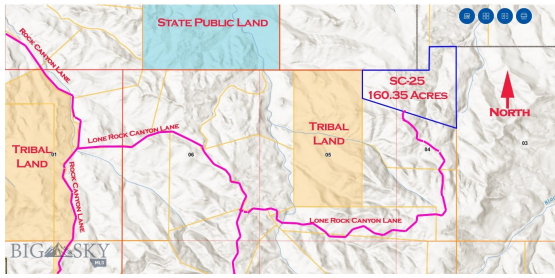 STATE PUBLIC LAND
ROCK CANYON LANE
SC-25
160.35 ACRES
NORTH
TRIBAL
LAND
01
LONE ROCK CANYON LANE
06
TRIBAL
LAND
05
04
03
ROCK CANYON LANE
LONE ROCK CANYON LANE
BIG SKY
MLS